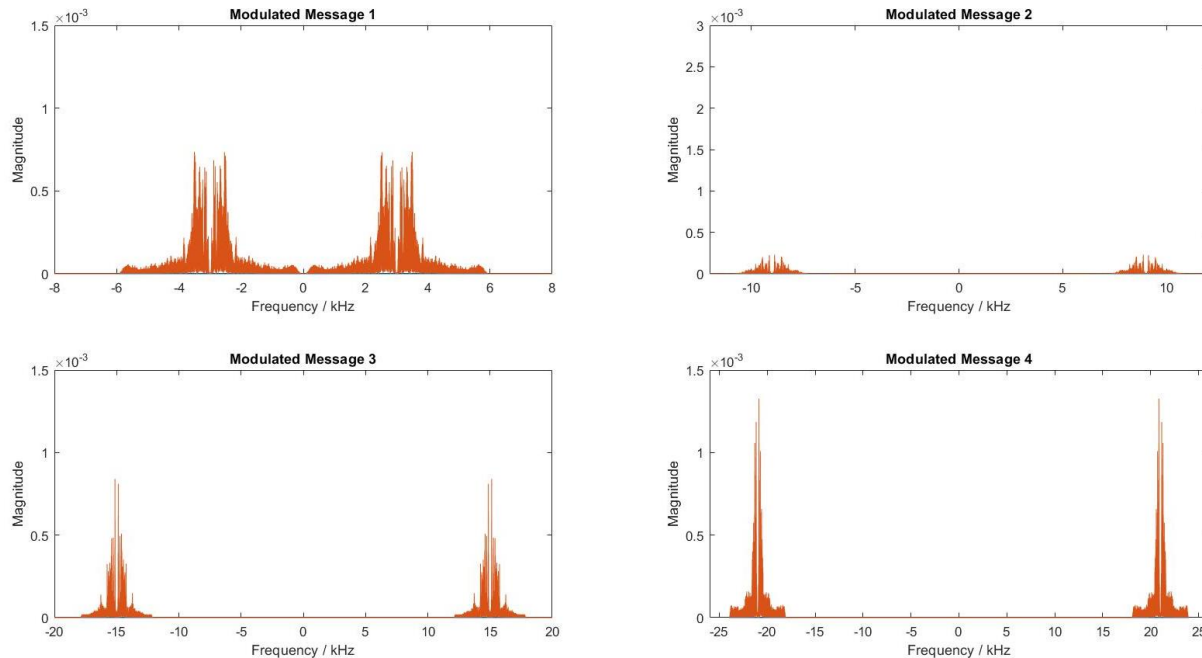 Modulated Message 1
×10⁻³
1.5
1
0.5
0
Magnitude
-8 -6 -4 -2 0 2 4 6 8
Frequency / kHz
Modulated Message 2
×10⁻³
3
2.5
2
1.5
1
0.5
0
Magnitude
-10 -5 0 5 10
Frequency / kHz
Modulated Message 3
×10⁻³
1.5
1
0.5
0
Magnitude
-20 -15 -10 -5 0 5 10 15 20
Frequency / kHz
Modulated Message 4
×10⁻³
1.5
1
0.5
0
Magnitude
-25 -20 -15 -10 -5 0 5 10 15 20 25
Frequency / kHz